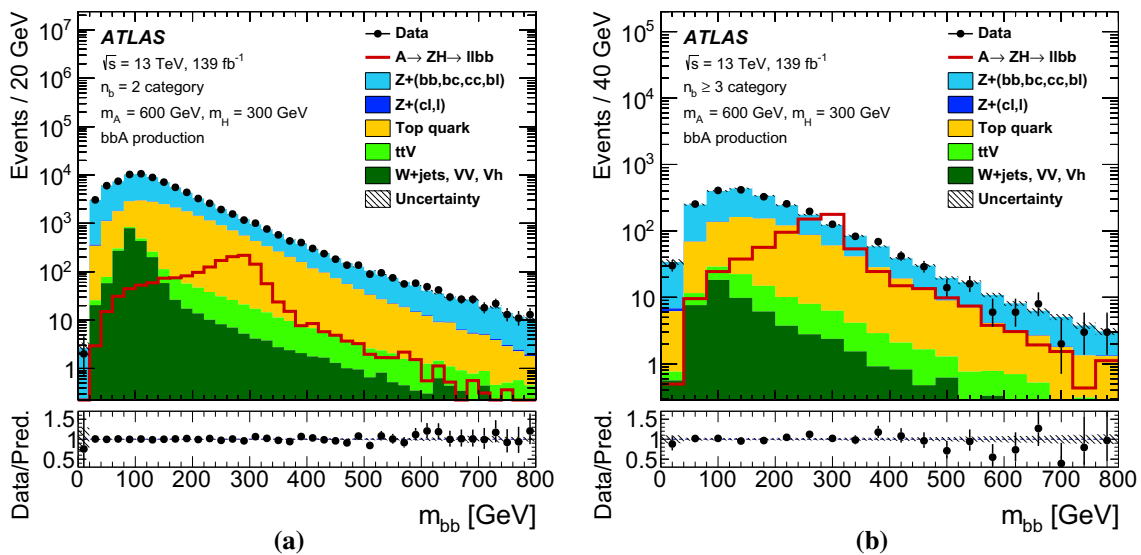 ATLAS
√s = 13 TeV, 139 fb⁻¹
n_b = 2 category
m_A = 600 GeV, m_H = 300 GeV
bbA production
Data
A→ ZH→ llbb
Z+(bb,bc,cc,bl)
Z+(cl,l)
Top quark
ttV
W+jets, VV, Vh
Uncertainty
Events / 20 GeV
10⁷
10⁶
10⁵
10⁴
10³
10²
10
1
Data/Pred.
1.5
1
0.5
0 100 200 300 400 500 600 700 800
m_bb [GeV]
(a)
ATLAS
√s = 13 TeV, 139 fb⁻¹
n_b ≥ 3 category
m_A = 600 GeV, m_H = 300 GeV
bbA production
Data
A→ ZH→ llbb
Z+(bb,bc,cc,bl)
Z+(cl,l)
Top quark
ttV
W+jets, VV, Vh
Uncertainty
Events / 40 GeV
10⁵
10⁴
10³
10²
10
1
Data/Pred.
1.5
1
0.5
0 100 200 300 400 500 600 700 800
m_bb [GeV]
(b)